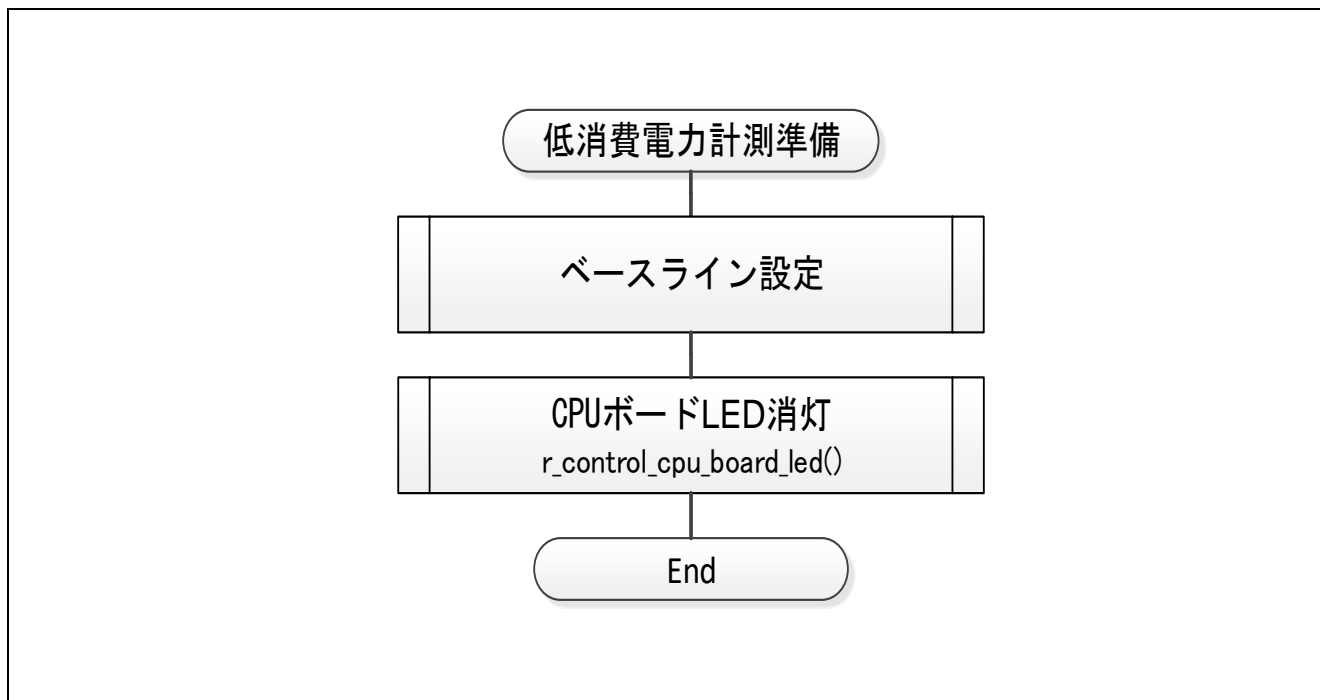 低消費電力計測準備
ベースライン設定
CPUボードLED消灯
r_control_cpu_board_led()
End